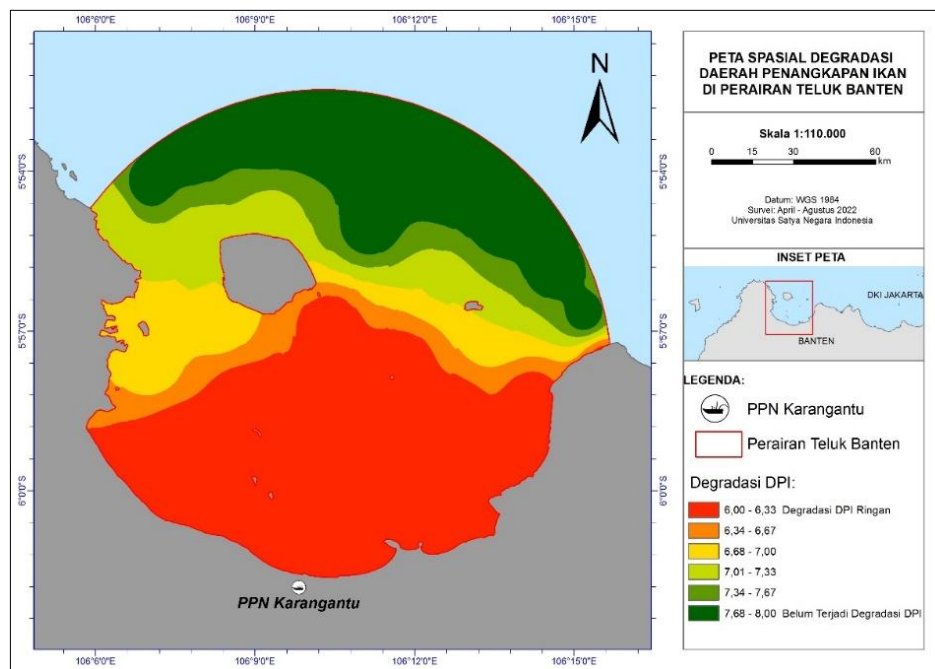 106°6'0"E 106°9'0"E 106°12'0"E 106°15'0"E
5°54'0"S 5°54'0"S
5°57'0"S 5°57'0"S
6°0'0"S 6°0'0"S
106°6'0"E 106°9'0"E 106°12'0"E 106°15'0"E
N
PPN Karangantu
PETA SPASIAL DEGRADASI
DAERAH PENANGKAPAN IKAN
DI PERAIRAN TELUK BANTEN
Skala 1:110.000
0 15 30 60
km
Datum: WGS 1984
Survei: April - Agustus 2022
Universitas Satya Negara Indonesia
INSET PETA
DKI JAKARTA
BANTEN
LEGENDA:
PPN Karangantu
Perairan Teluk Banten
Degradasi DPI:
6,00 - 6,33 Degradasi DPI Ringan
6,34 - 6,67
6,68 - 7,00
7,01 - 7,33
7,34 - 7,67
7,68 - 8,00 Belum Terjadi Degradasi DPI